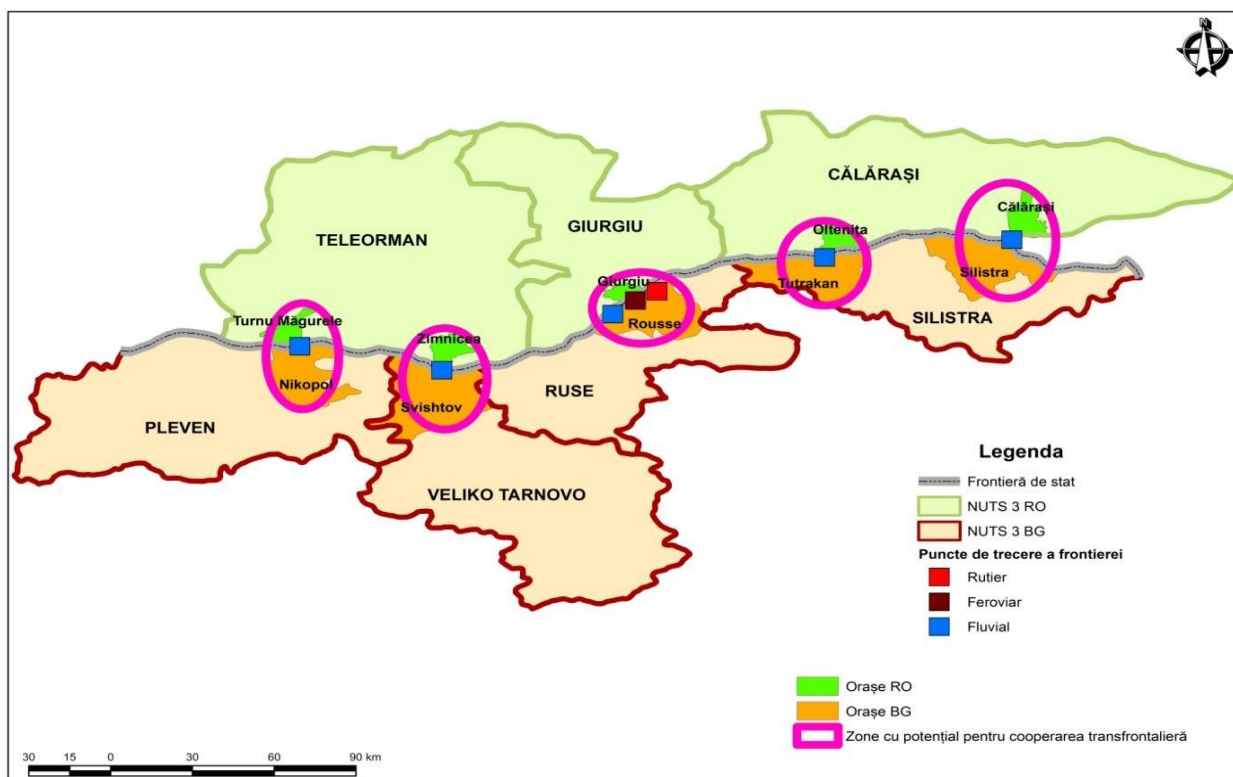 N
CĂLĂRAȘI
Călărași
GIURGIU
TELEORMAN
Oltenița
Giurgiu
Silistra
Tutrakan
Turnu Măgurele
Zimnicea
Rousse
SILISTRA
Nikopol
Svishtov
RUSE
PLEVEN
VELIKO TARNOVO
Legenda
Frontieră de stat
NUTS 3 RO
NUTS 3 BG
Puncte de trecere a frontierei
Rutier
Feroviar
Fluvial
Orașe RO
Orașe BG
Zone cu potențial pentru cooperarea transfrontalieră
30 15 0 30 60 90 km